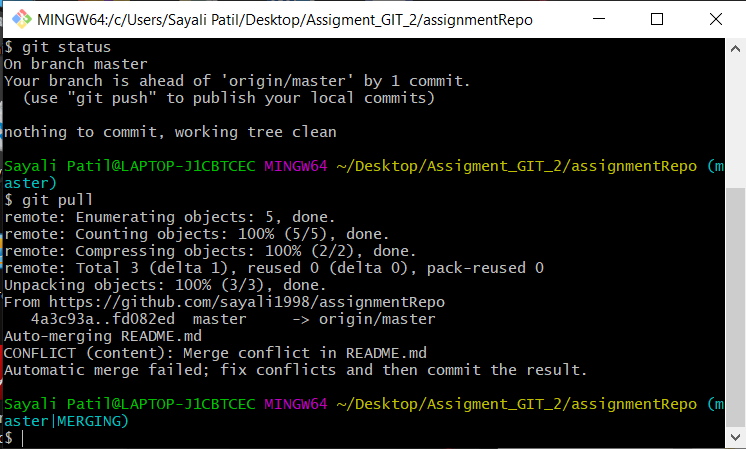 MINGW64:/c/Users/Sayali Patil/Desktop/Assigment_GIT_2/assignmentRepo
$ git status
On branch master
Your branch is ahead of 'origin/master' by 1 commit.
  (use "git push" to publish your local commits)
nothing to commit, working tree clean
Sayali Patil@LAPTOP-J1CBTCEC MINGW64 ~/Desktop/Assigment_GIT_2/assignmentRepo (m
aster)
$ git pull
remote: Enumerating objects: 5, done.
remote: Counting objects: 100% (5/5), done.
remote: Compressing objects: 100% (2/2), done.
remote: Total 3 (delta 1), reused 0 (delta 0), pack-reused 0
Unpacking objects: 100% (3/3), done.
From https://github.com/sayali1998/assignmentRepo
   4a3c93a..fd082ed  master     -> origin/master
Auto-merging README.md
CONFLICT (content): Merge conflict in README.md
Automatic merge failed; fix conflicts and then commit the result.
Sayali Patil@LAPTOP-J1CBTCEC MINGW64 ~/Desktop/Assigment_GIT_2/assignmentRepo (m
aster|MERGING)
$